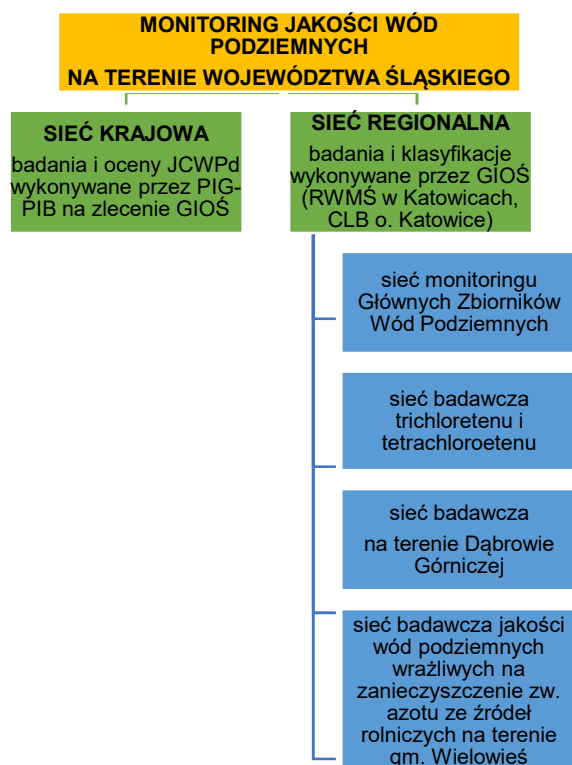 MONITORING JAKOŚCI WÓD
PODZIEMNYCH
NA TERENIE WOJEWÓDZTWA ŚLĄSKIEGO
SIEĆ KRAJOWA
badania i oceny JCWPd
wykonywane przez PIG-
PIB na zlecenie GIOŚ
SIEĆ REGIONALNA
badania i klasyfikacje
wykonywane przez GIOŚ
(RWMŚ w Katowicach,
CLB o. Katowice)
sieć monitoringu
Głównych Zbiorników
Wód Podziemnych
sieć badawcza
trichloretenu i
tetrachloroetenu
sieć badawcza
na terenie Dąbrowie
Górniczej
sieć badawcza jakości
wód podziemnych
wrażliwych na
zanieczyszczenie zw.
azotu ze źródeł
rolniczych na terenie
gm. Wielowieś